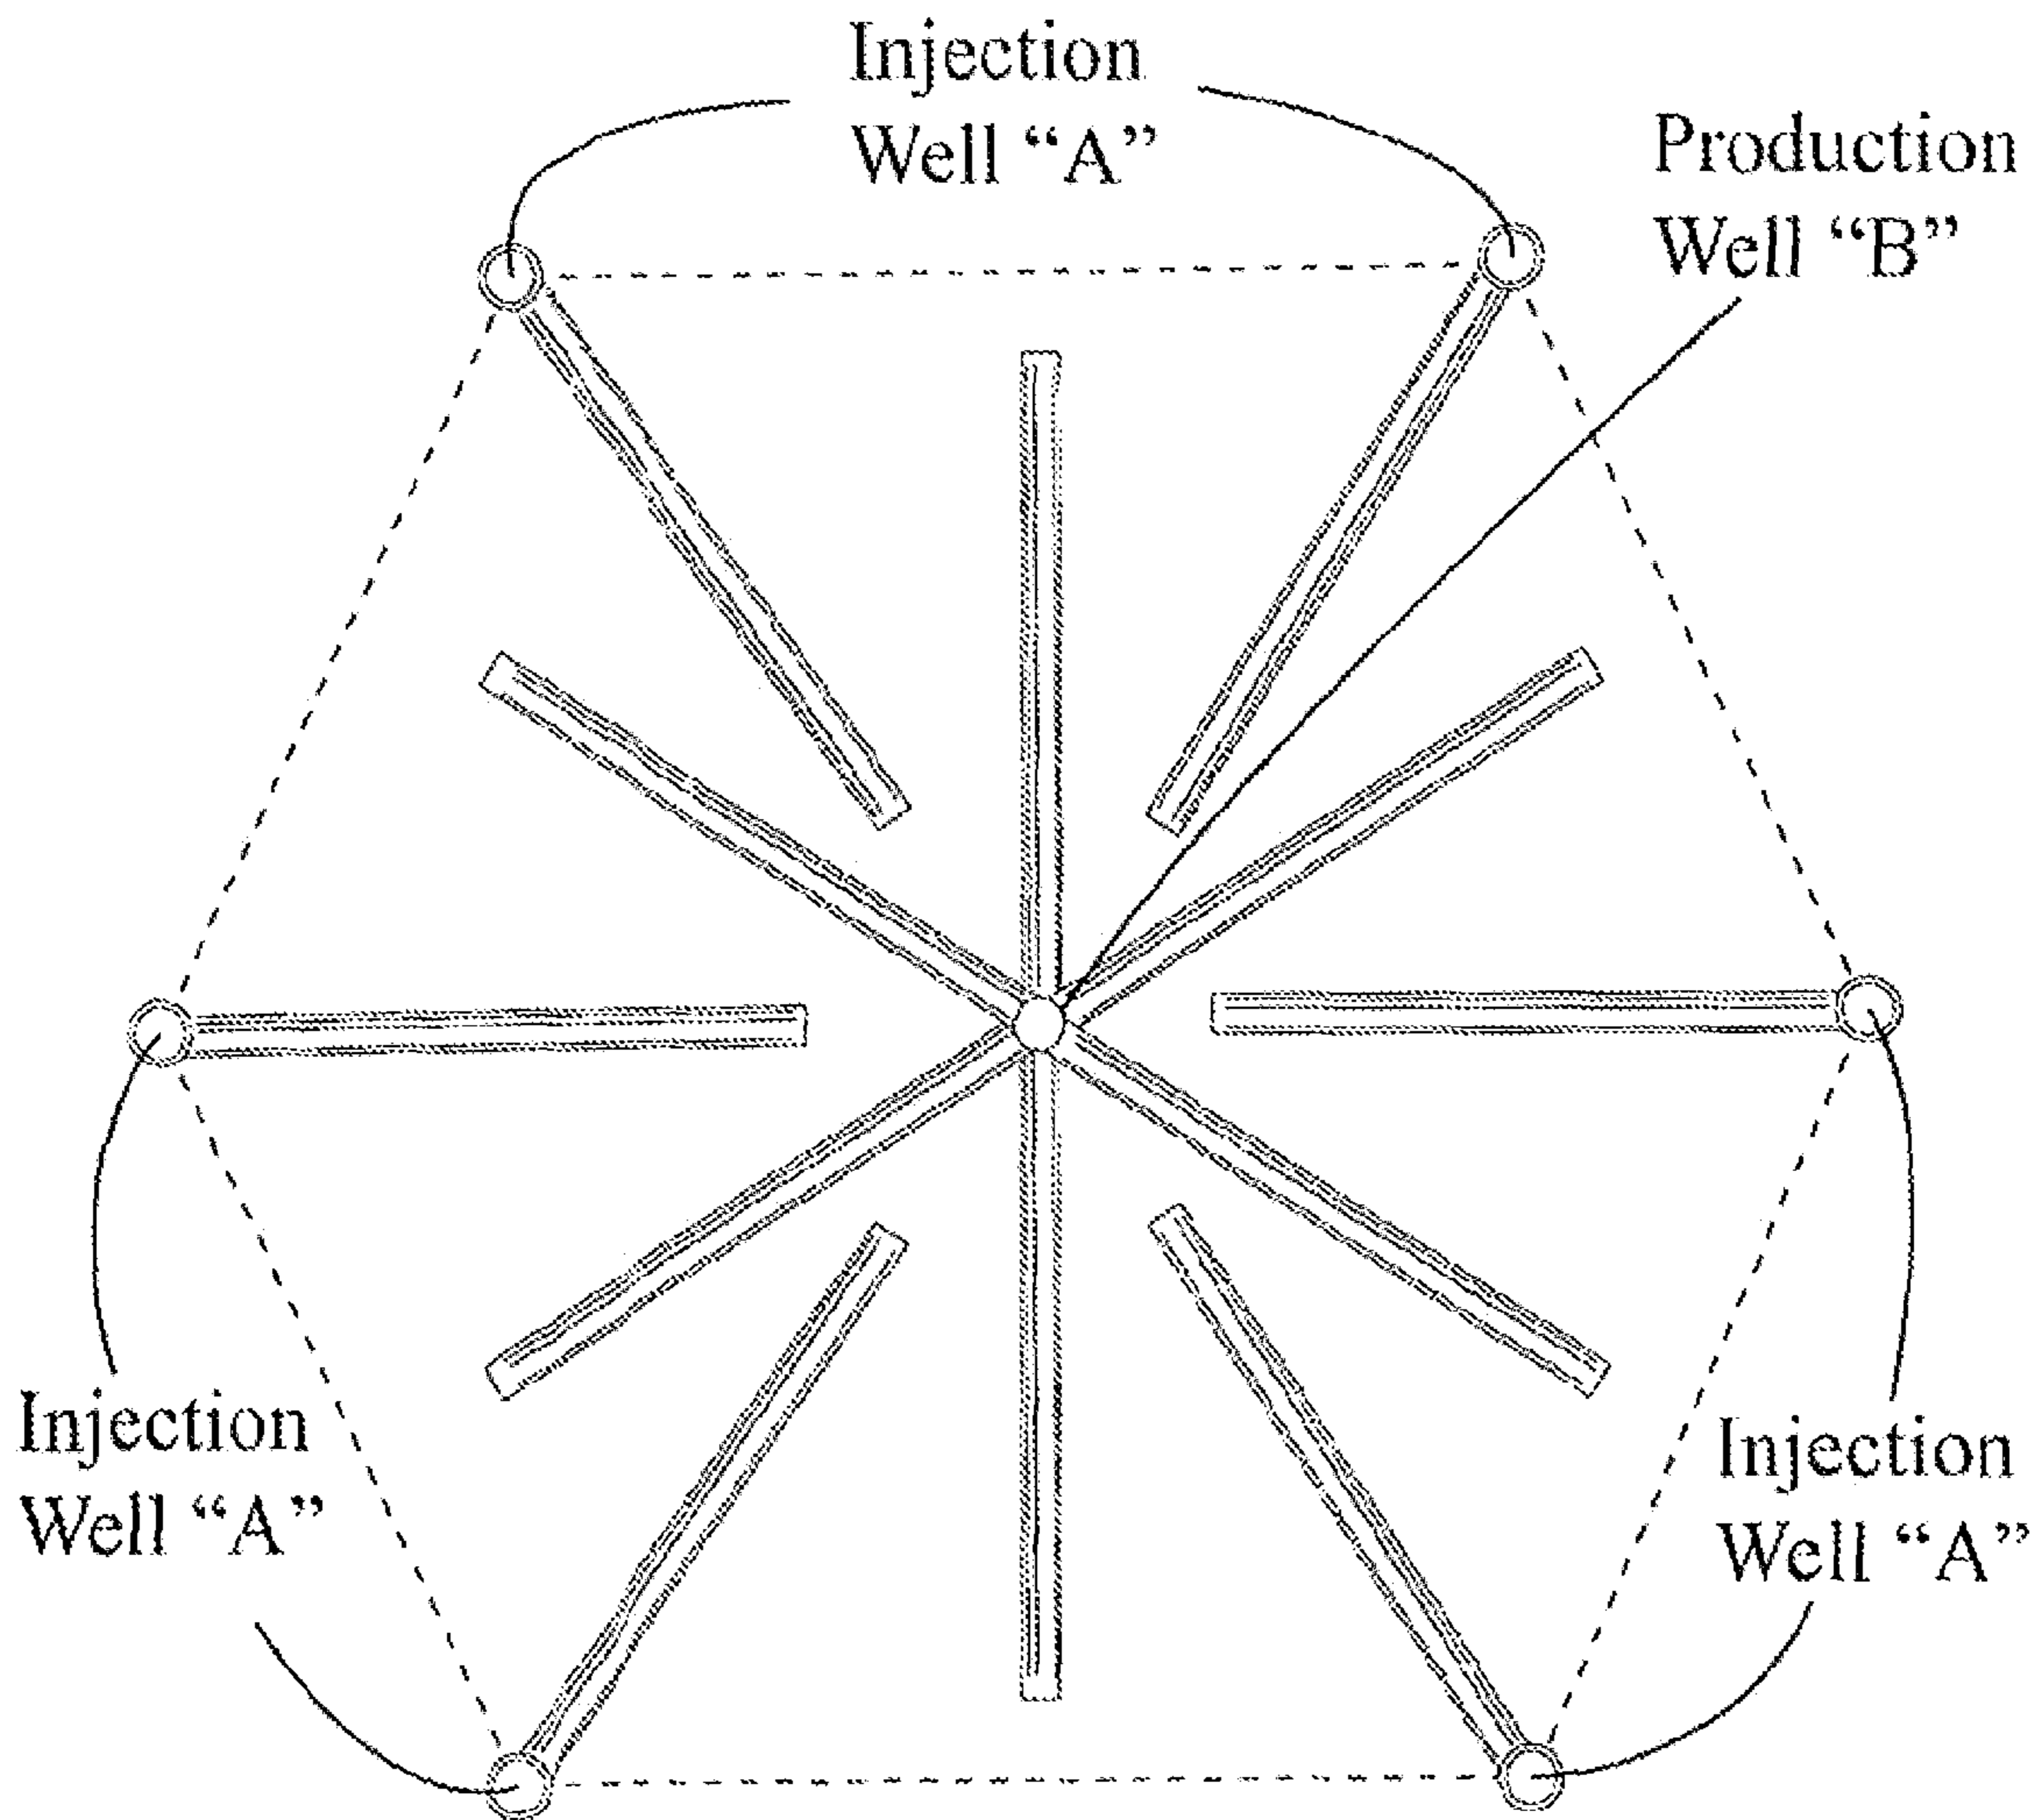 Injection
Well “A”
Production
Well “B”
Injection
Well “A”
Injection
Well “A”